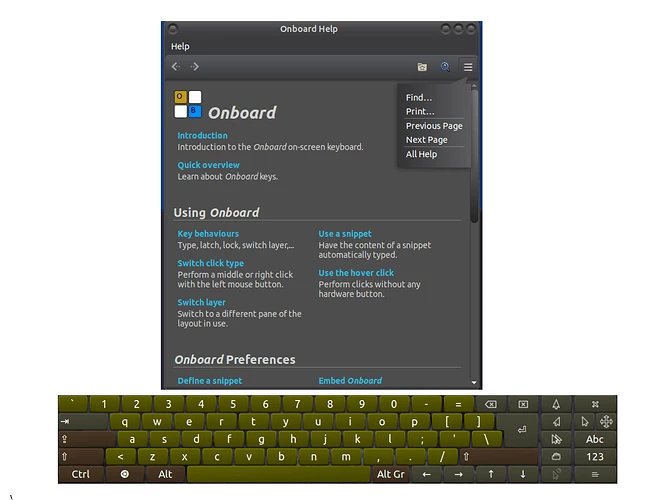 Onboard Help
Help
Find...
Print...
Previous Page
Next Page
All Help
O
B
Onboard
Introduction
Introduction to the Onboard on-screen keyboard.
Quick overview
Learn about Onboard keys.
Using Onboard
Key behaviours
Type, latch, lock, switch layer,...
Switch click type
Perform a middle or right click
with the left mouse button.
Switch layer
Switch to a different pane of the
layout in use.
Use a snippet
Have the content of a snippet
automatically typed.
Use the hover click
Perform clicks without any
hardware button.
Onboard Preferences
Define a snippet
Embed Onboard
` 1 2 3 4 5 6 7 8 9 0 - =
q w e r t y u i o p [ ]
a s d f g h j k l ; ' \ Abc
< z x c v b n m , . / 123
Ctrl Alt Alt Gr ← → ↑ ↓
\